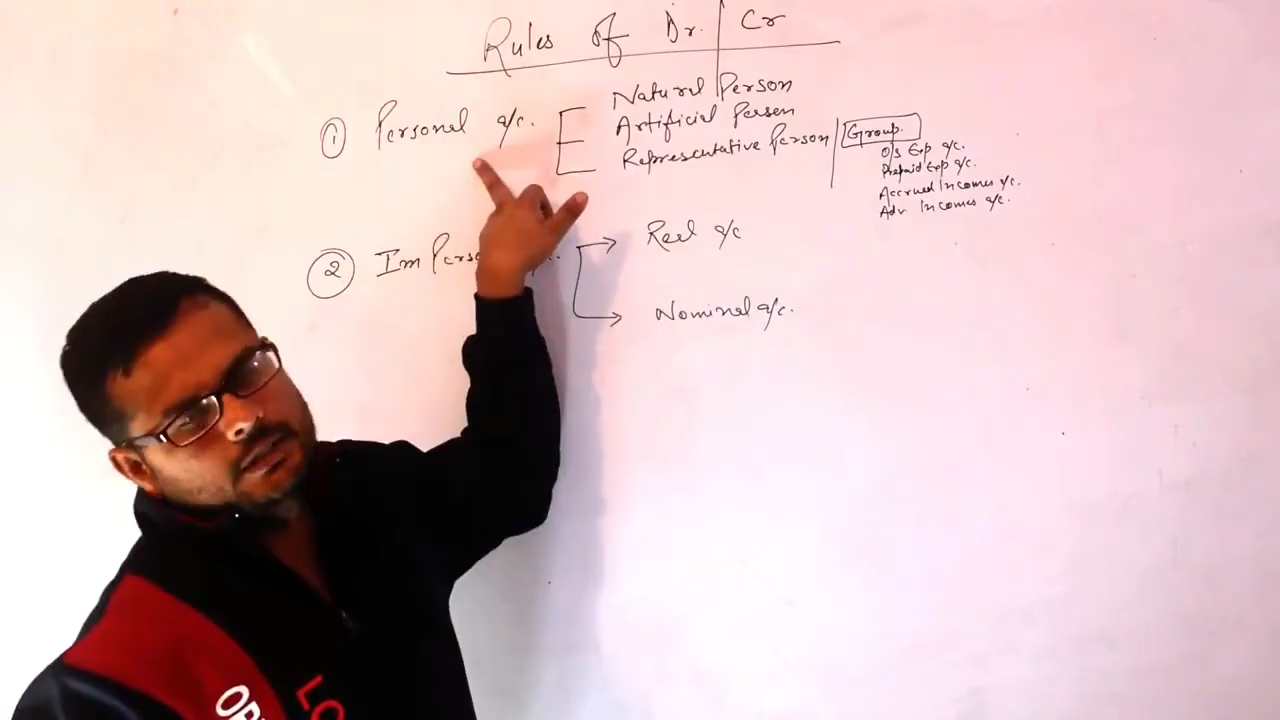 Rules of Dr. | Cr
① Personal a/c.
Natural Person
Artificial Person
Representative Person
Group.
O/s Exp a/c.
Prepaid Exp a/c.
Accrued Incomes a/c.
Adv. Incomes a/c.
② Im Pers
Real a/c
Nominal a/c.